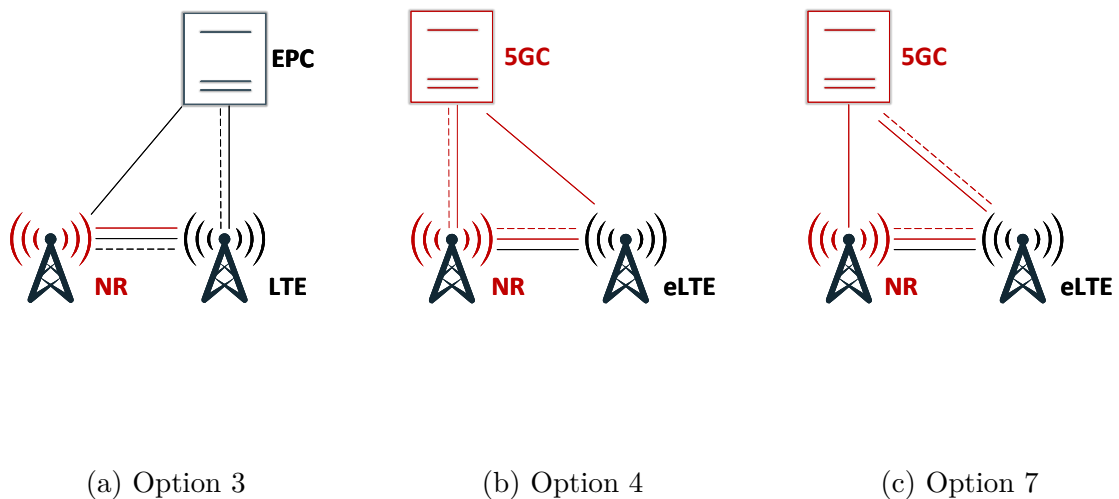 EPC
NR
LTE
(a) Option 3
5GC
NR
eLTE
(b) Option 4
5GC
NR
eLTE
(c) Option 7